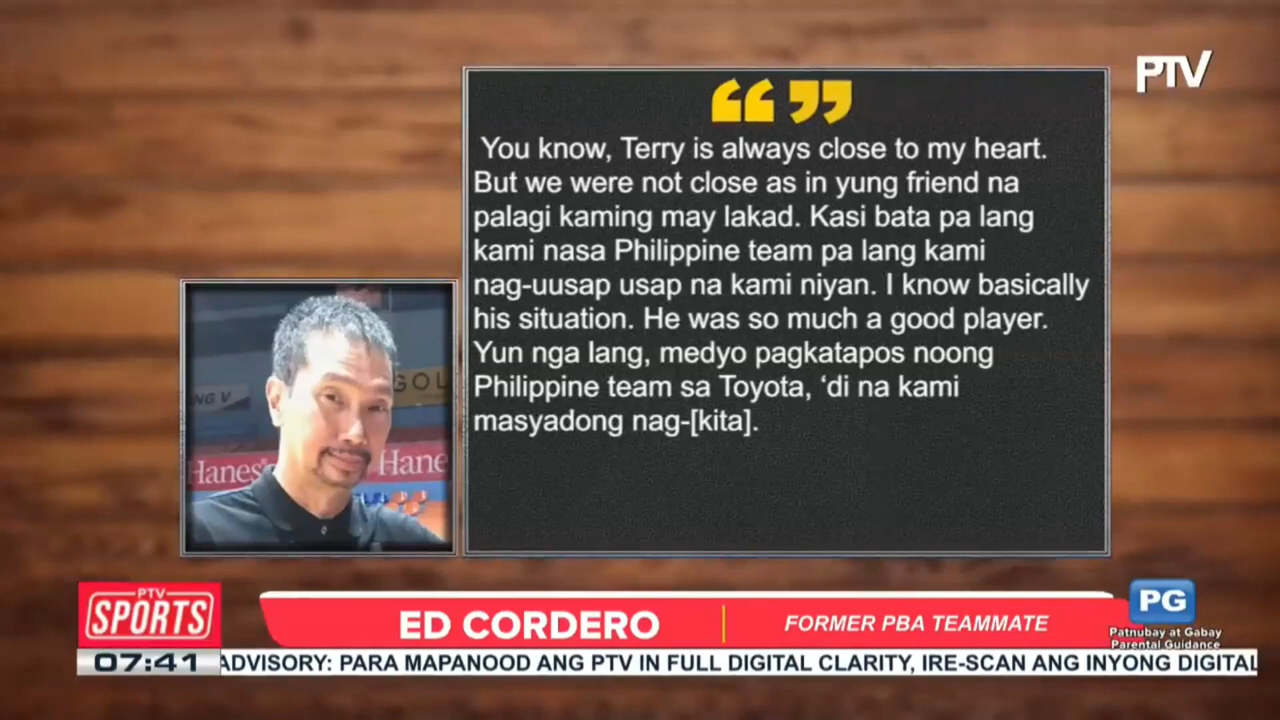 PTV
“ ”
You know, Terry is always close to my heart.
But we were not close as in yung friend na
palagi kaming may lakad. Kasi bata pa lang
kami nasa Philippine team pa lang kami
nag-uusap usap na kami niyan. I know basically
his situation. He was so much a good player.
Yun nga lang, medyo pagkatapos noong
Philippine team sa Toyota, ‘di na kami
masyadong nag-[kita].
NG V
GOL
Hanes
Hane
PTV
SPORTS
ED CORDERO
FORMER PBA TEAMMATE
PG
Patnubay at Gabay
Parental Guidance
07:41
ADVISORY: PARA MAPANOOD ANG PTV IN FULL DIGITAL CLARITY, IRE-SCAN ANG INYONG DIGITAL